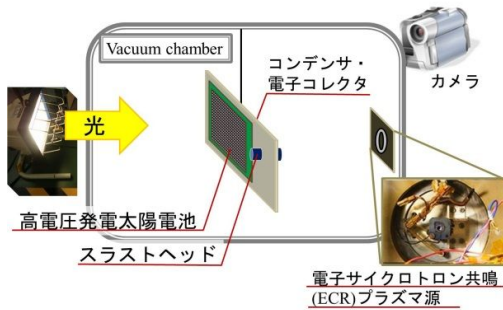 Vacuum chamber
コンデンサ・
電子コレクタ
カメラ
光
高電圧発電太陽電池
スラストヘッド
電子サイクロトロン共鳴
(ECR)プラズマ源